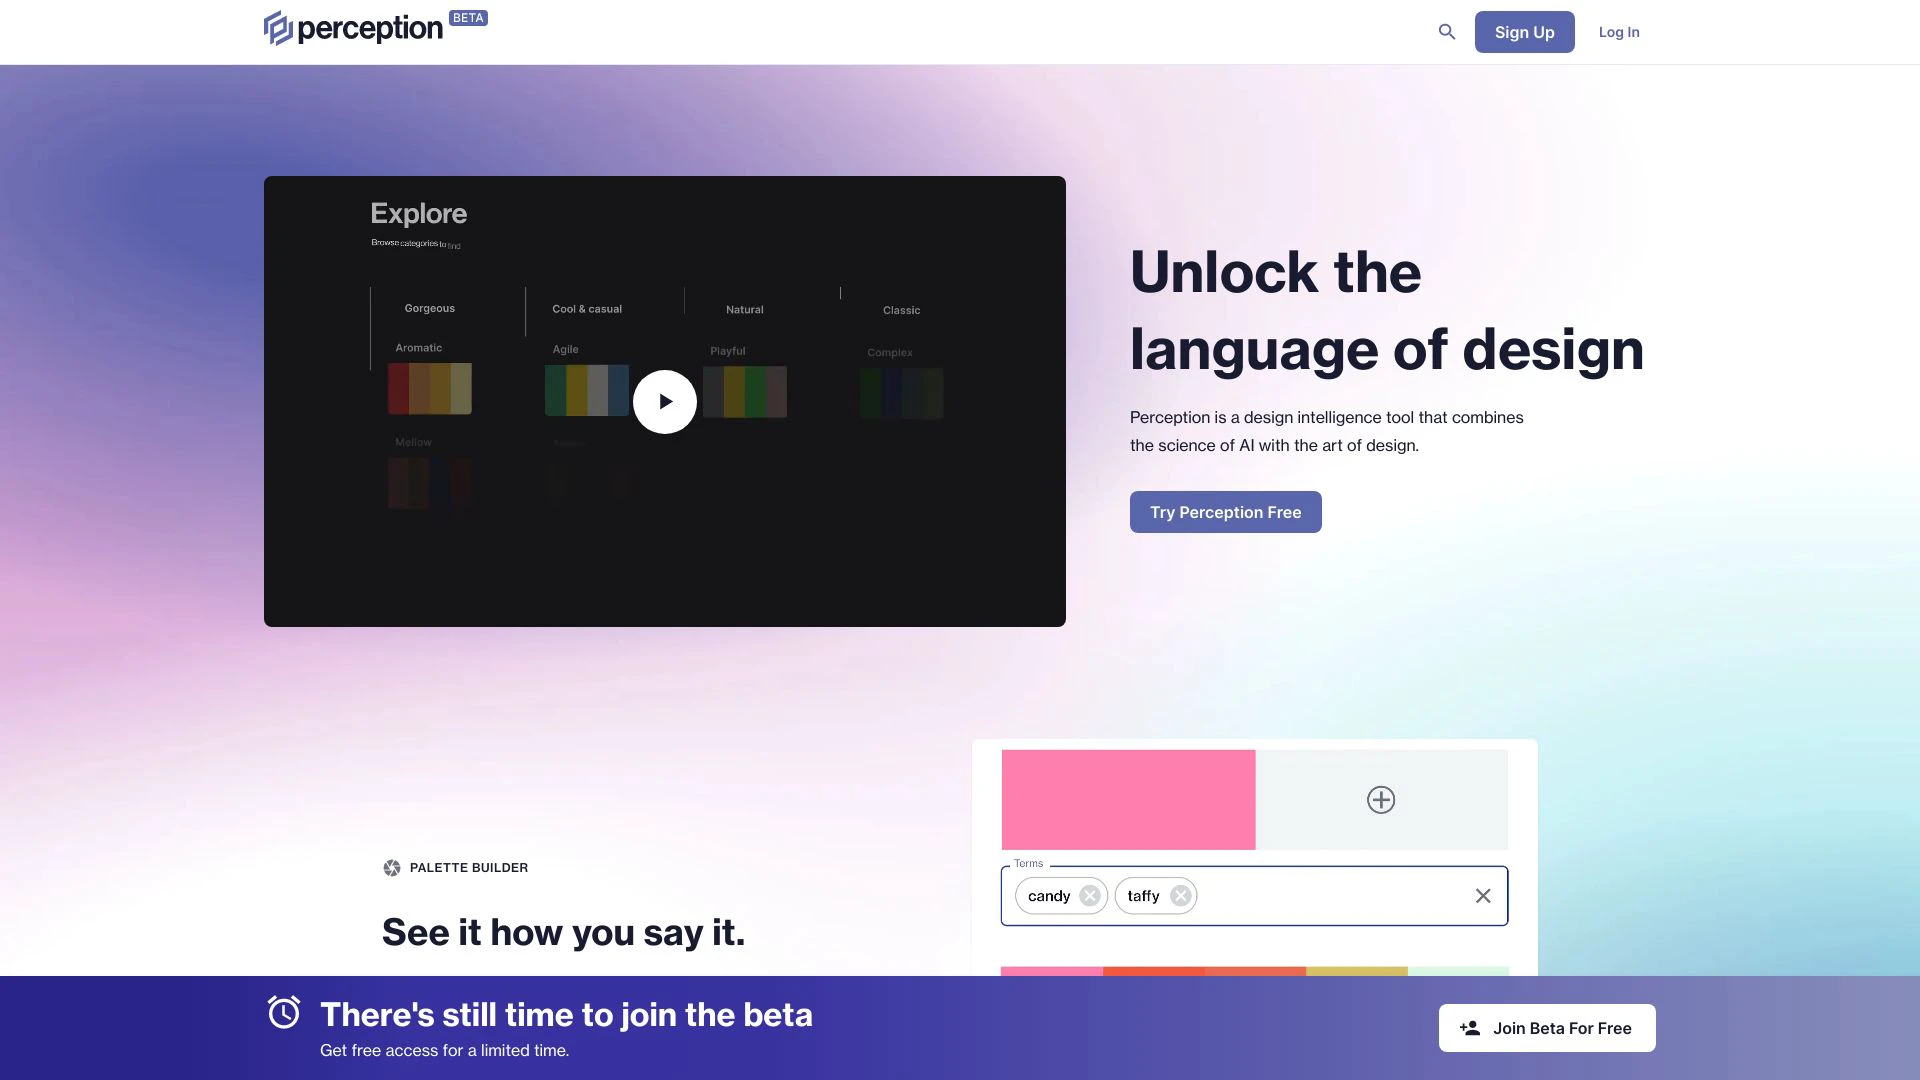 perception BETA
Sign Up
Log In
Explore
Browse categories to find
Gorgeous
Cool & casual
Natural
Classic
Aromatic
Agile
Playful
Complex
Mellow
Unlock the
language of design
Perception is a design intelligence tool that combines
the science of AI with the art of design.
Try Perception Free
PALETTE BUILDER
See it how you say it.
Terms
candy
taffy
There's still time to join the beta
Get free access for a limited time.
Join Beta For Free